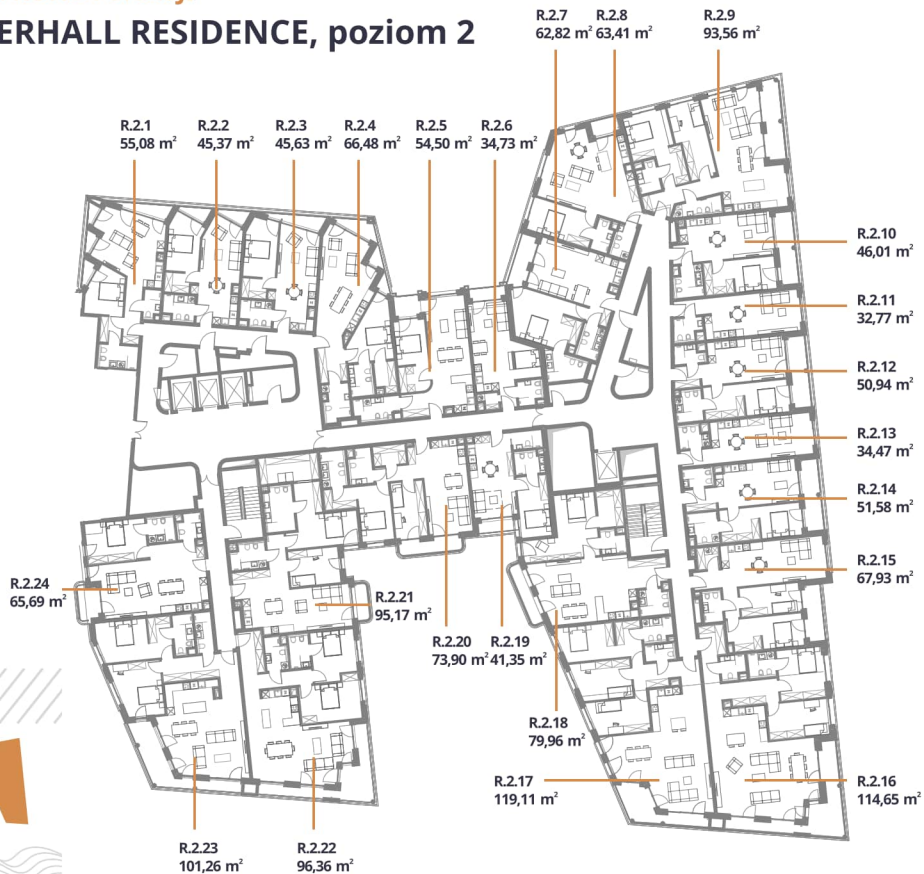 ERHALL RESIDENCE, poziom 2
R.2.7
62,82 m²
R.2.8
63,41 m²
R.2.9
93,56 m²
R.2.1
55,08 m²
R.2.2
45,37 m²
R.2.3
45,63 m²
R.2.4
66,48 m²
R.2.5
54,50 m²
R.2.6
34,73 m²
R.2.10
46,01 m²
R.2.11
32,77 m²
R.2.12
50,94 m²
R.2.13
34,47 m²
R.2.14
51,58 m²
R.2.15
67,93 m²
R.2.24
65,69 m²
R.2.21
95,17 m²
R.2.20
73,90 m²
R.2.19
41,35 m²
R.2.18
79,96 m²
R.2.17
119,11 m²
R.2.16
114,65 m²
R.2.23
101,26 m²
R.2.22
96,36 m²